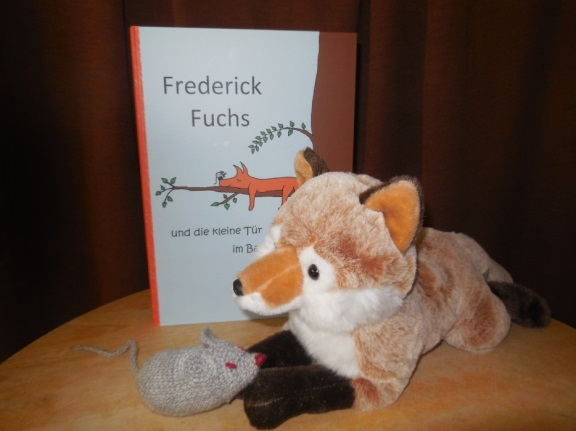 Frederick
Fuchs
und die kleine Tür
im